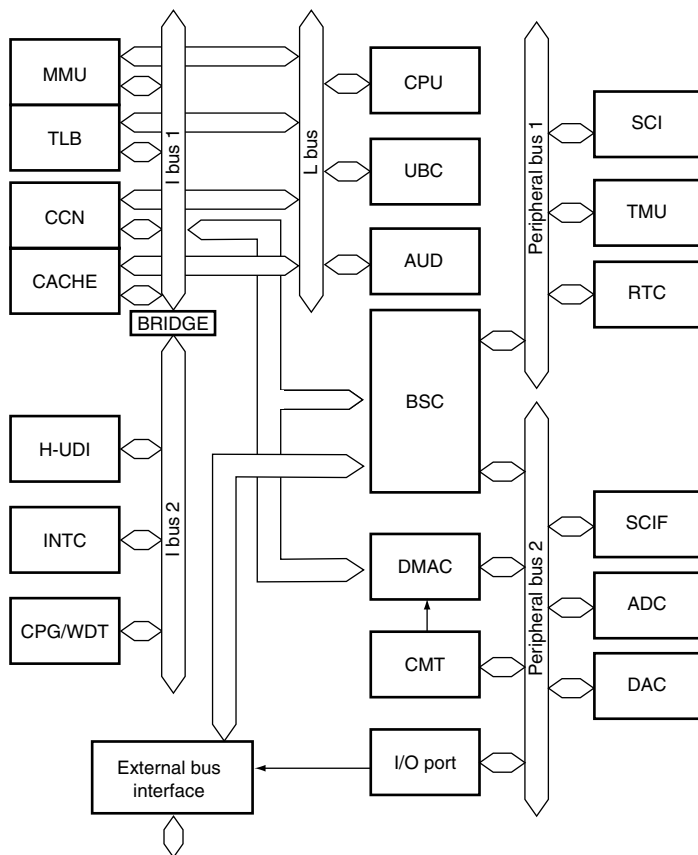 MMU
TLB
CCN
CACHE
I bus 1
BRIDGE
L bus
CPU
UBC
AUD
BSC
Peripheral bus 1
SCI
TMU
RTC
H-UDI
INTC
CPG/WDT
I bus 2
DMAC
CMT
I/O port
External bus
interface
Peripheral bus 2
SCIF
ADC
DAC